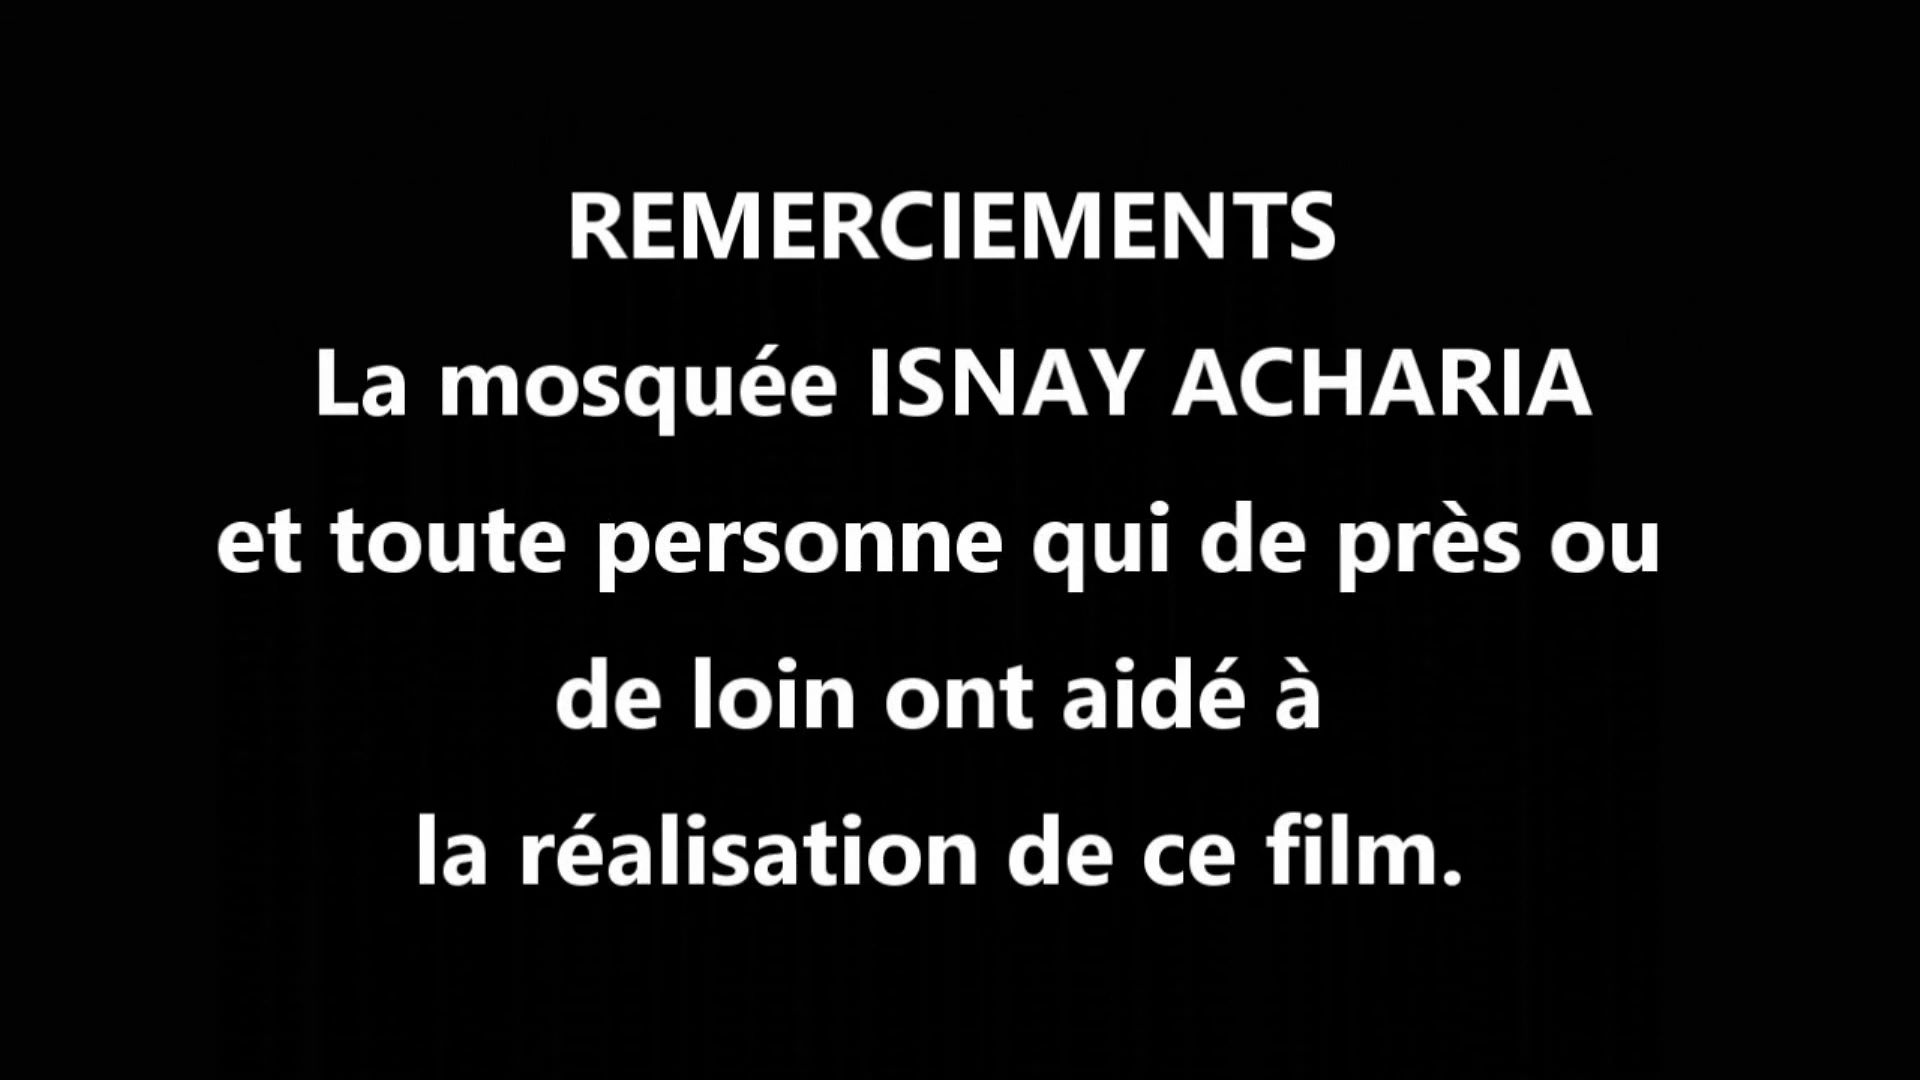 REMERCIEMENTS
La mosquée ISNAY ACHARIA
et toute personne qui de près ou
de loin ont aidé à
la réalisation de ce film.